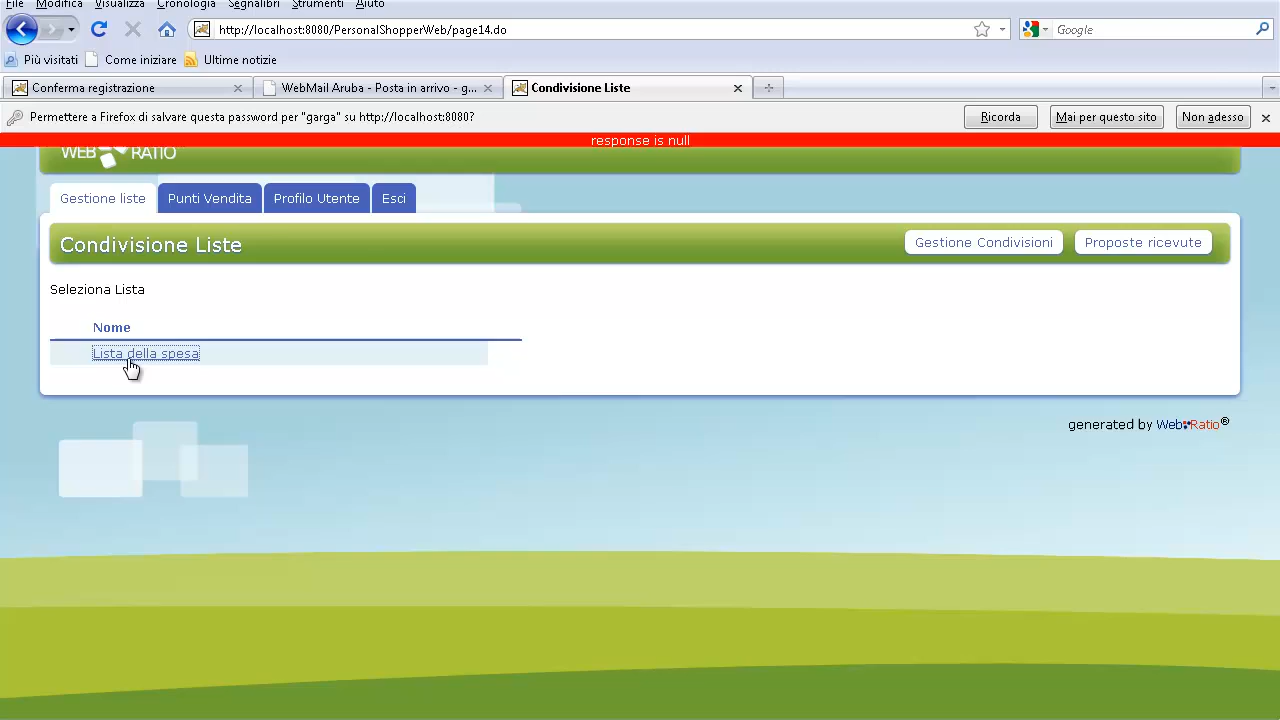 File Modifica Visualizza Cronologia Segnalibri Strumenti Aiuto
http://localhost:8080/PersonalShopperWeb/page14.do
Google
Più visitati Come iniziare Ultime notizie
Conferma registrazione WebMail Aruba - Posta in arrivo - g... Condivisione Liste
Permettere a Firefox di salvare questa password per "garga" su http://localhost:8080? Ricorda Mai per questo sito Non adesso
response is null
WEB RATIO
Gestione liste Punti Vendita Profilo Utente Esci
Condivisione Liste Gestione Condivisioni Proposte ricevute
Seleziona Lista
Nome
Lista della spesa
generated by WebRatio®